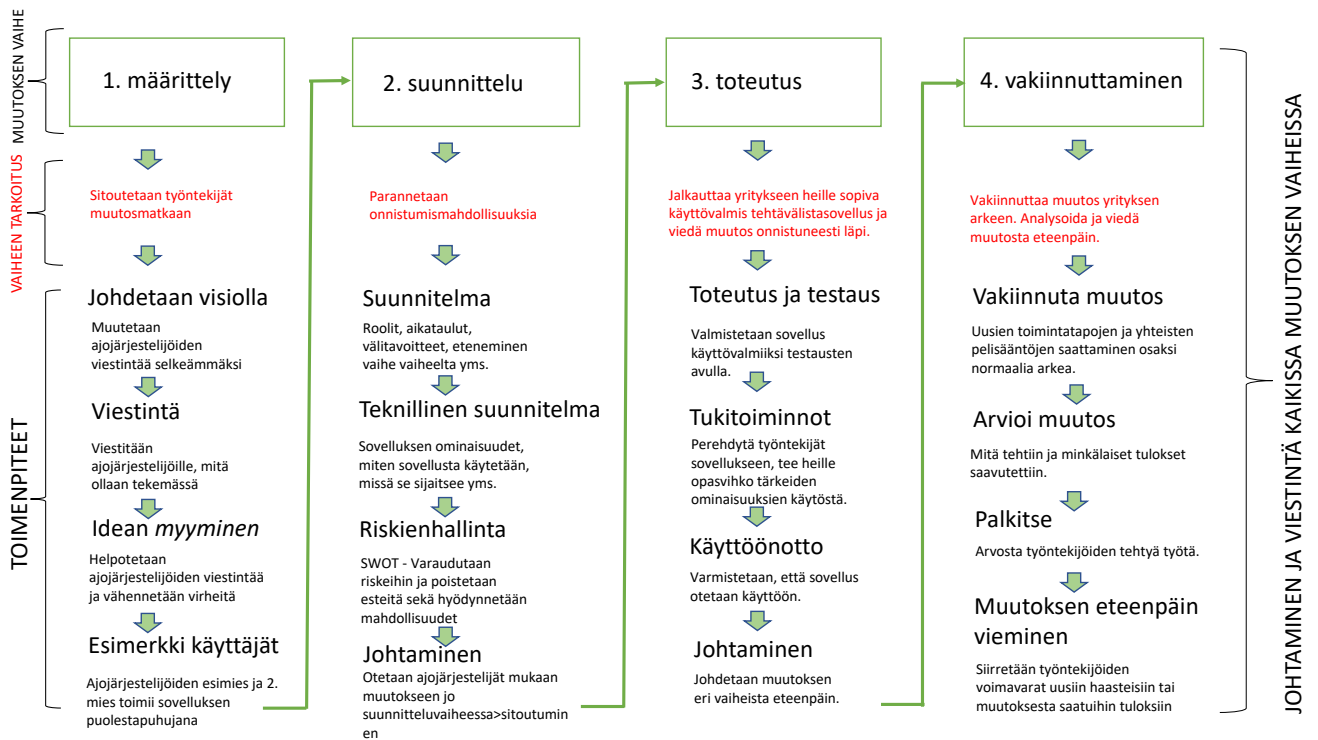 MUUTOKSEN VAIHE
VAIHEEN TARKOITUS
TOIMENPITEET
1. määrittely
Sitoutetaan työntekijät
muutosmatkaan
Johdetaan visiolla
Muutetaan
ajojärjestelijöiden
viestintää selkeämmäksi
Viestintä
Viestitään
ajojärjestelijöille, mitä
ollaan tekemässä
Idean myyminen
Helpotetaan
ajojärjestelijöiden viestintää
ja vähennetään virheitä
Esimerkki käyttäjät
Ajojärjestelijöiden esimies ja 2.
mies toimii sovelluksen
puolestapuhujana
2. suunnittelu
Parannetaan
onnistumismahdollisuuksia
Suunnitelma
Roolit, aikataulut,
välitavoitteet, eteneminen
vaihe vaiheelta yms.
Teknillinen suunnitelma
Sovelluksen ominaisuudet,
miten sovellusta käytetään,
missä se sijaitsee yms.
Riskienhallinta
SWOT - Varaudutaan
riskeihin ja poistetaan
esteitä sekä hyödynnetään
mahdollisuudet
Johtaminen
Otetaan ajojärjestelijät mukaan
muutokseen jo
suunnitteluvaiheessa>sitoutumin
en
3. toteutus
Jalkauttaa yritykseen heille sopiva
käyttövalmis tehtävälistasovellus ja
viedä muutos onnistuneesti läpi.
Toteutus ja testaus
Valmistetaan sovellus
käyttövalmiiksi testausten
avulla.
Tukitoiminnot
Perehdytä työntekijät
sovellukseen, tee heille
opasvihko tärkeiden
ominaisuuksien käytöstä.
Käyttöönotto
Varmistetaan, että sovellus
otetaan käyttöön.
Johtaminen
Johdetaan muutoksen
eri vaiheista eteenpäin.
4. vakiinnuttaminen
Vakiinnuttaa muutos yrityksen
arkeen. Analysoida ja viedä
muutosta eteenpäin.
Vakiinnuta muutos
Uusien toimintatapojen ja yhteisten
pelisääntöjen saattaminen osaksi
normaalia arkea.
Arvioi muutos
Mitä tehtiin ja minkälaiset tulokset
saavutettiin.
Palkitse
Arvosta työntekijöiden tehtyä työtä.
Muutoksen eteenpäin
vieminen
Siirretään työntekijöiden
voimavarat uusiin haasteisiin tai
muutoksesta saatuihin tuloksiin
JOHTAMINEN JA VIESTINTÄ KAIKISSA MUUTOKSEN VAIHEISSA